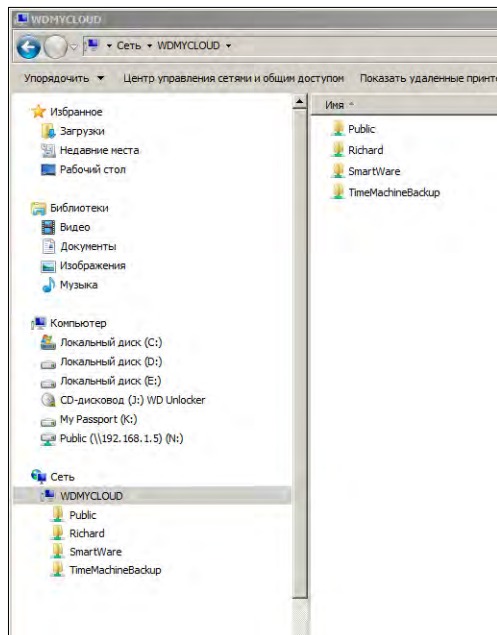 WDMYCLOUD
Сеть WDMYCLOUD
Упорядочить Центр управления сетями и общим доступом Показать удаленные принт
Избранное
Загрузки
Недавние места
Рабочий стол
Библиотеки
Видео
Документы
Изображения
Музыка
Компьютер
Локальный диск (C:)
Локальный диск (D:)
Локальный диск (E:)
CD-дисковод (J:) WD Unlocker
My Passport (K:)
Public (\\192.168.1.5) (N:)
Сеть
WDMYCLOUD
Public
Richard
SmartWare
TimeMachineBackup
Имя
Public
Richard
SmartWare
TimeMachineBackup